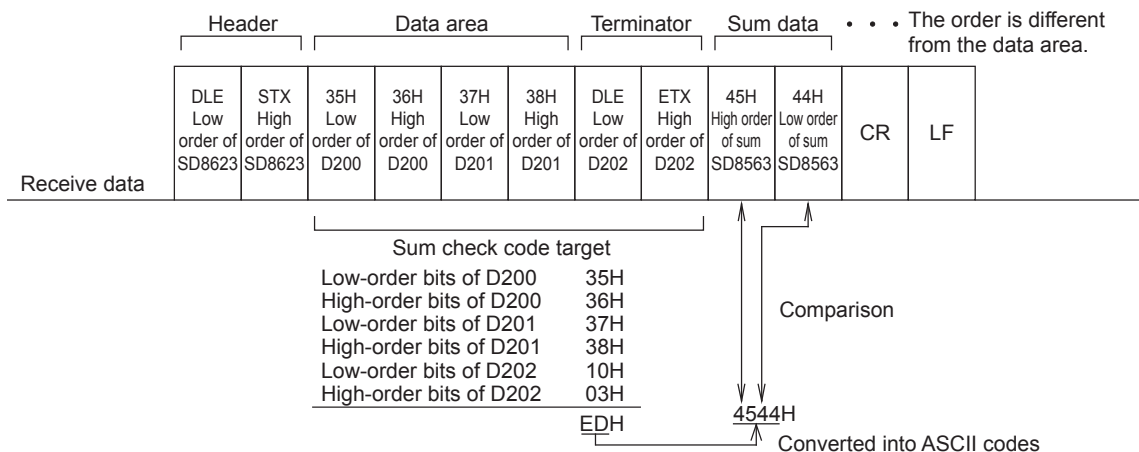 Header Data area Terminator Sum data • • • The order is different
from the data area.
DLE
Low
order of
SD8623
STX
High
order of
SD8623
35H
Low
order of
D200
36H
High
order of
D200
37H
Low
order of
D201
38H
High
order of
D201
DLE
Low
order of
D202
ETX
High
order of
D202
45H
High order
of sum
SD8563
44H
Low order
of sum
SD8563
CR
LF
Receive data
Sum check code target
Low-order bits of D200 35H
High-order bits of D200 36H
Low-order bits of D201 37H
High-order bits of D201 38H
Low-order bits of D202 10H
High-order bits of D202 03H
EDH
Comparison
4544H
Converted into ASCII codes